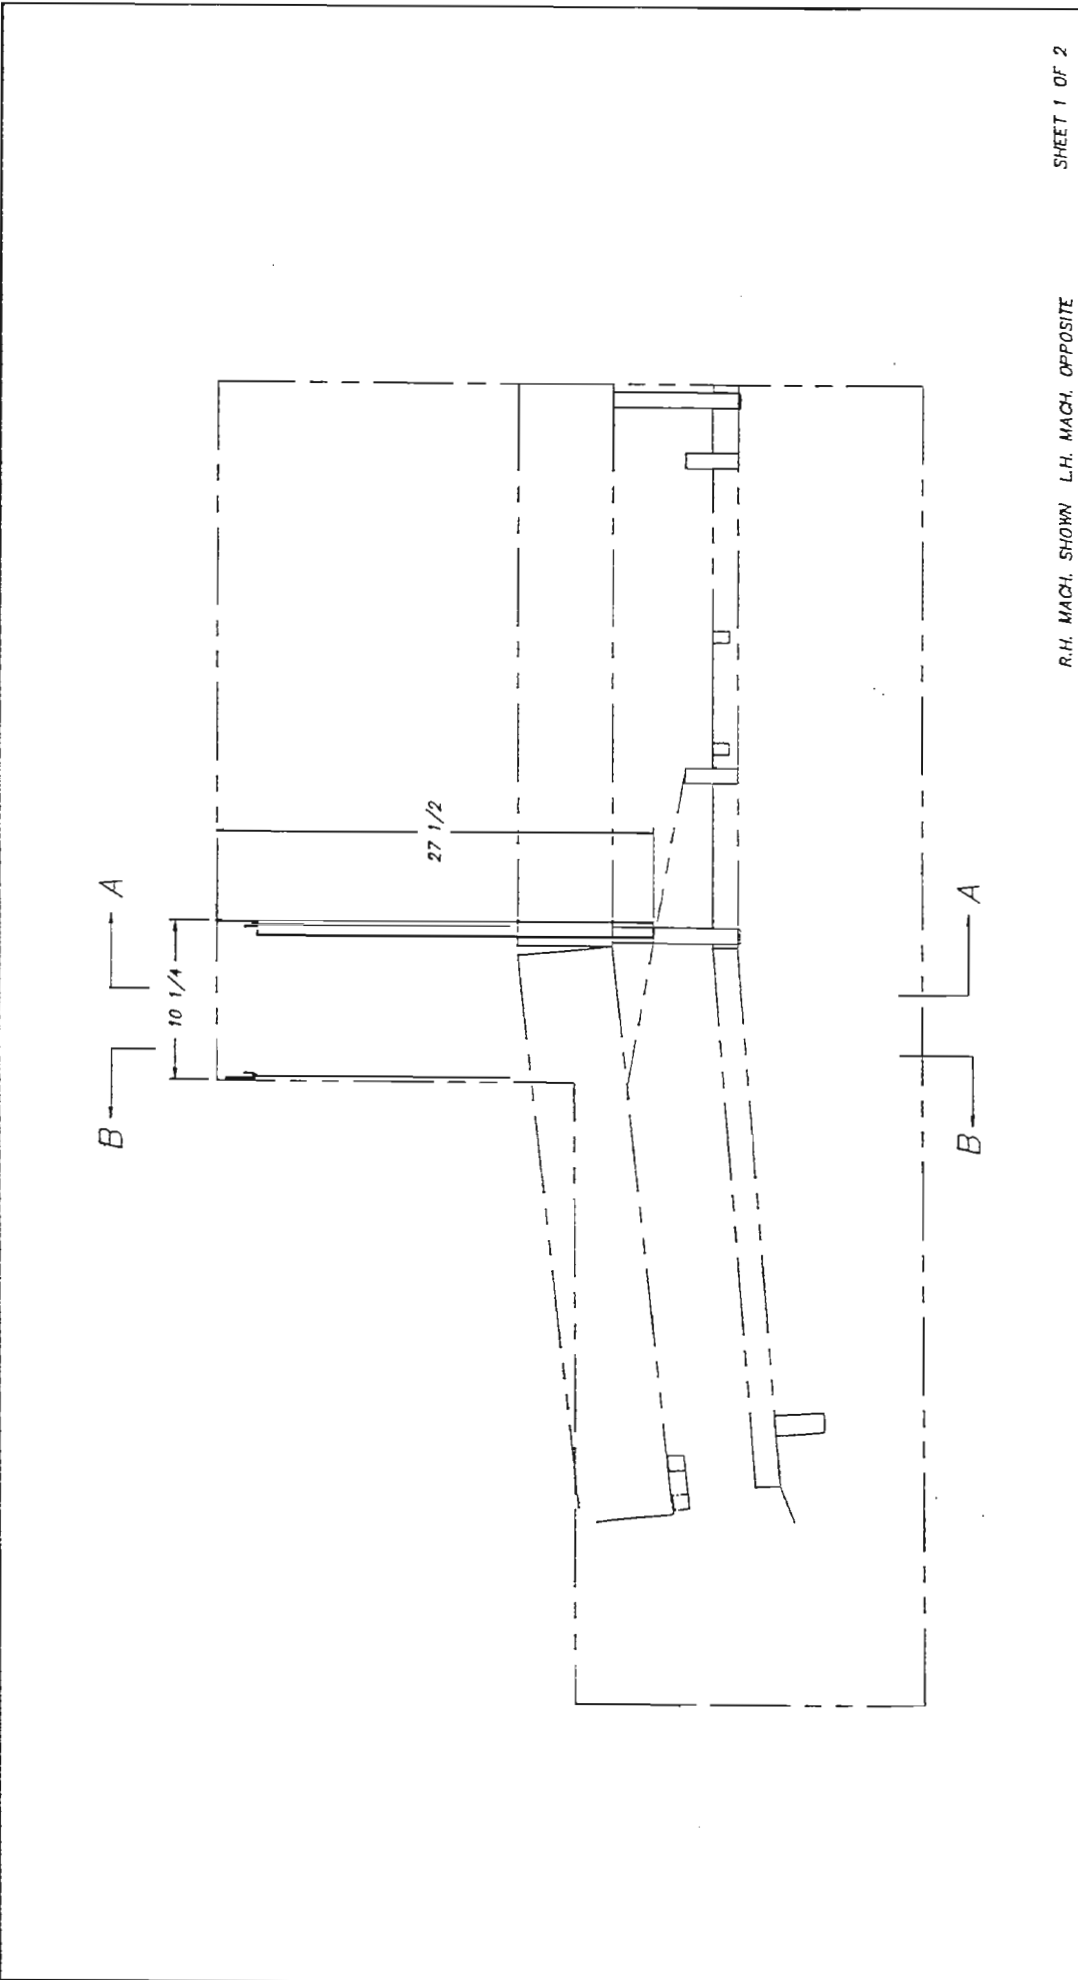 B
A
10 1/4
27 1/2
B
A
R.H. MACH. SHOWN L.H. MACH. OPPOSITE
SHEET 1 OF 2